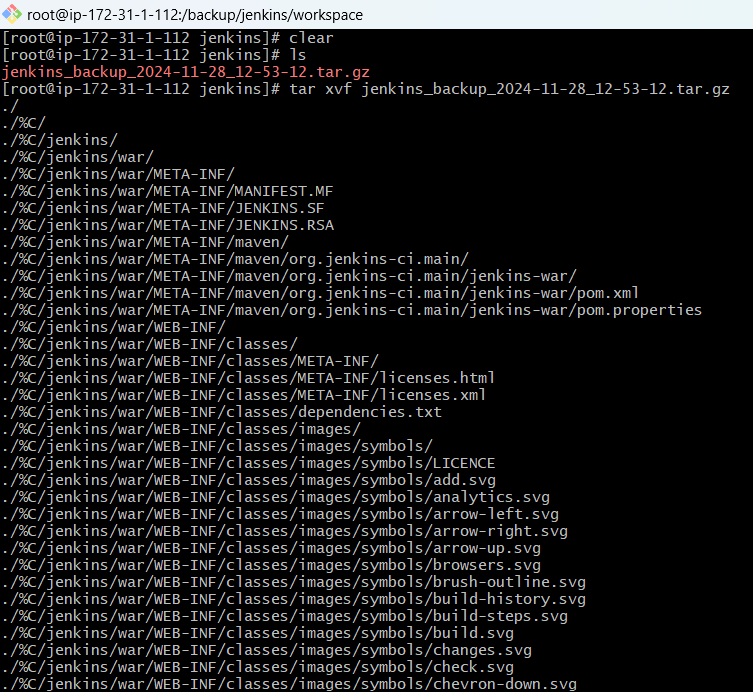 root@ip-172-31-1-112:/backup/jenkins/workspace
[root@ip-172-31-1-112 jenkins]# clear
[root@ip-172-31-1-112 jenkins]# ls
jenkins_backup_2024-11-28_12-53-12.tar.gz
[root@ip-172-31-1-112 jenkins]# tar xvf jenkins_backup_2024-11-28_12-53-12.tar.gz
./
./%C/
./%C/jenkins/
./%C/jenkins/war/
./%C/jenkins/war/META-INF/
./%C/jenkins/war/META-INF/MANIFEST.MF
./%C/jenkins/war/META-INF/JENKINS.SF
./%C/jenkins/war/META-INF/JENKINS.RSA
./%C/jenkins/war/META-INF/maven/
./%C/jenkins/war/META-INF/maven/org.jenkins-ci.main/
./%C/jenkins/war/META-INF/maven/org.jenkins-ci.main/jenkins-war/
./%C/jenkins/war/META-INF/maven/org.jenkins-ci.main/jenkins-war/pom.xml
./%C/jenkins/war/META-INF/maven/org.jenkins-ci.main/jenkins-war/pom.properties
./%C/jenkins/war/WEB-INF/
./%C/jenkins/war/WEB-INF/classes/
./%C/jenkins/war/WEB-INF/classes/META-INF/
./%C/jenkins/war/WEB-INF/classes/META-INF/licenses.html
./%C/jenkins/war/WEB-INF/classes/META-INF/licenses.xml
./%C/jenkins/war/WEB-INF/classes/dependencies.txt
./%C/jenkins/war/WEB-INF/classes/images/
./%C/jenkins/war/WEB-INF/classes/images/symbols/
./%C/jenkins/war/WEB-INF/classes/images/symbols/LICENCE
./%C/jenkins/war/WEB-INF/classes/images/symbols/add.svg
./%C/jenkins/war/WEB-INF/classes/images/symbols/analytics.svg
./%C/jenkins/war/WEB-INF/classes/images/symbols/arrow-left.svg
./%C/jenkins/war/WEB-INF/classes/images/symbols/arrow-right.svg
./%C/jenkins/war/WEB-INF/classes/images/symbols/arrow-up.svg
./%C/jenkins/war/WEB-INF/classes/images/symbols/browsers.svg
./%C/jenkins/war/WEB-INF/classes/images/symbols/brush-outline.svg
./%C/jenkins/war/WEB-INF/classes/images/symbols/build-history.svg
./%C/jenkins/war/WEB-INF/classes/images/symbols/build-steps.svg
./%C/jenkins/war/WEB-INF/classes/images/symbols/build.svg
./%C/jenkins/war/WEB-INF/classes/images/symbols/changes.svg
./%C/jenkins/war/WEB-INF/classes/images/symbols/check.svg
./%C/jenkins/war/WEB-INF/classes/images/symbols/chevron-down.svg